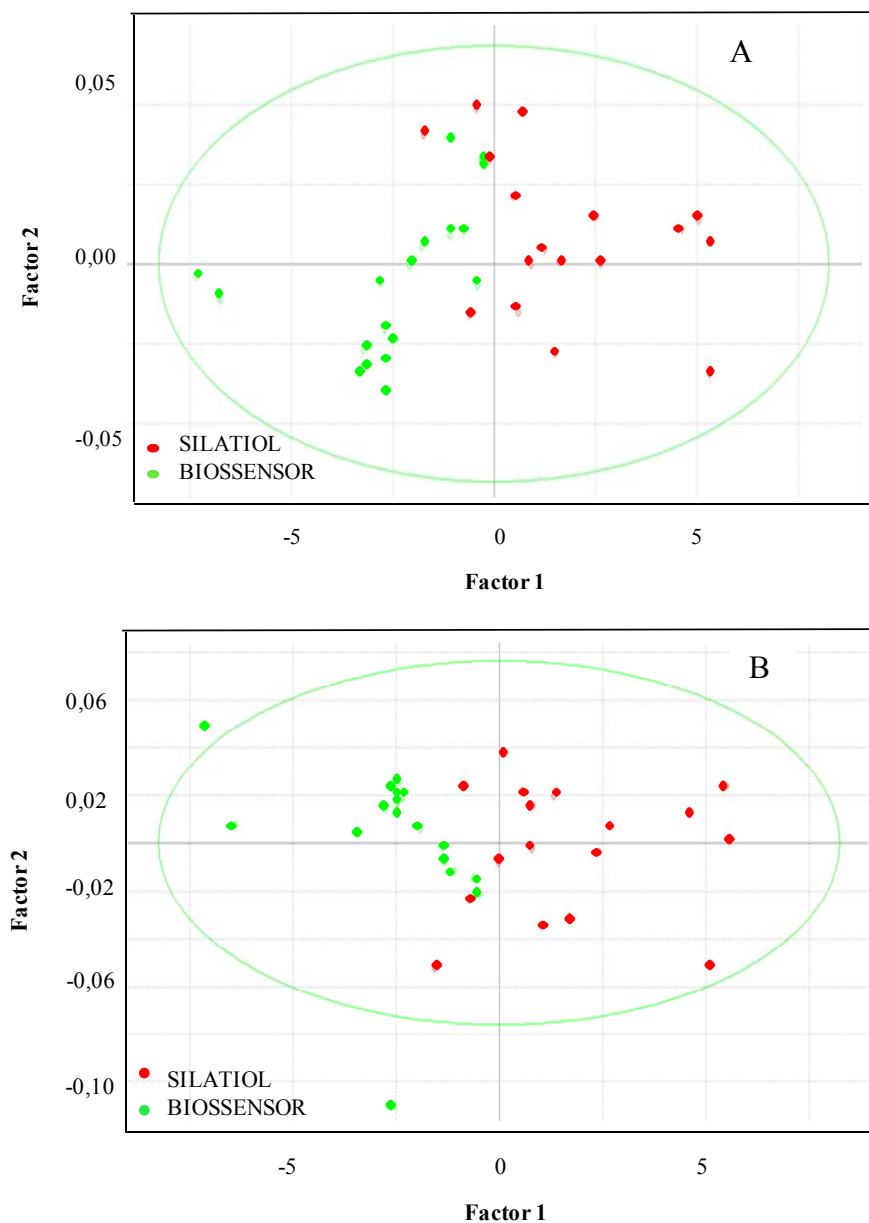 A
0,05
0,00
-0,05
Factor 2
SILATIOL
BIOSSENSOR
-5
0
5
Factor 1
B
0,06
0,02
-0,02
-0,06
-0,10
Factor 2
SILATIOL
BIOSSENSOR
-5
0
5
Factor 1